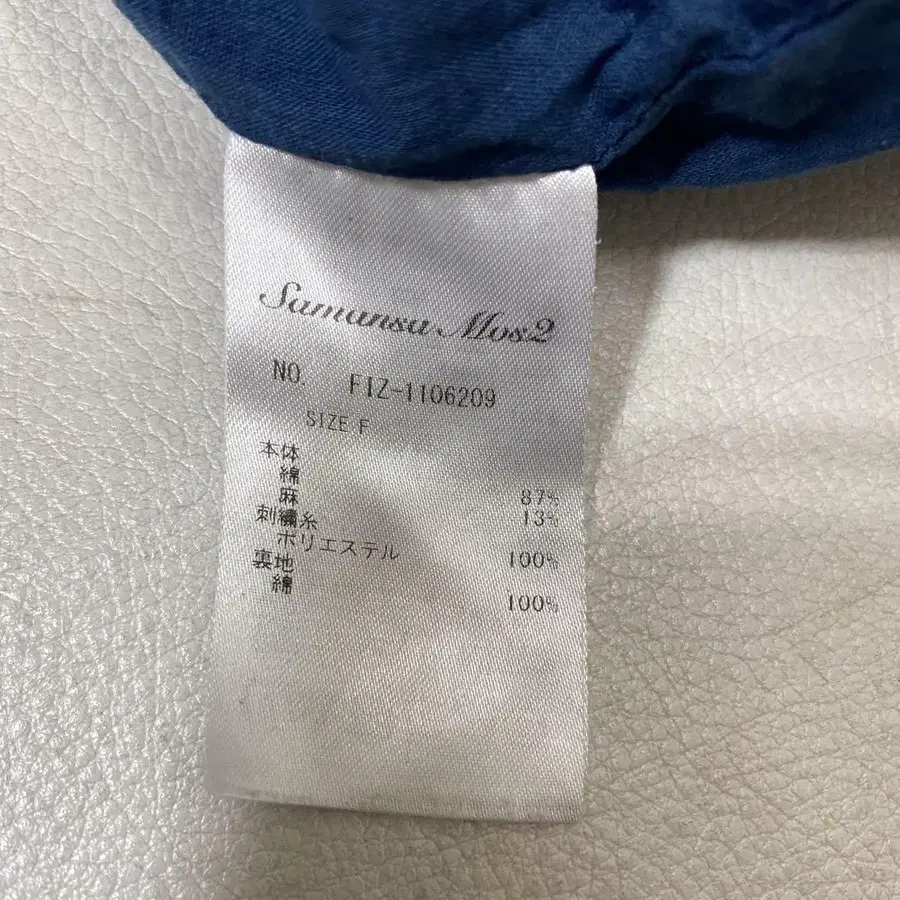 Samansa Mos2
NO. FIZ-1106209
SIZE F
本体
綿 87%
麻 13%
刺繍糸
ポリエステル 100%
裏地
綿 100%